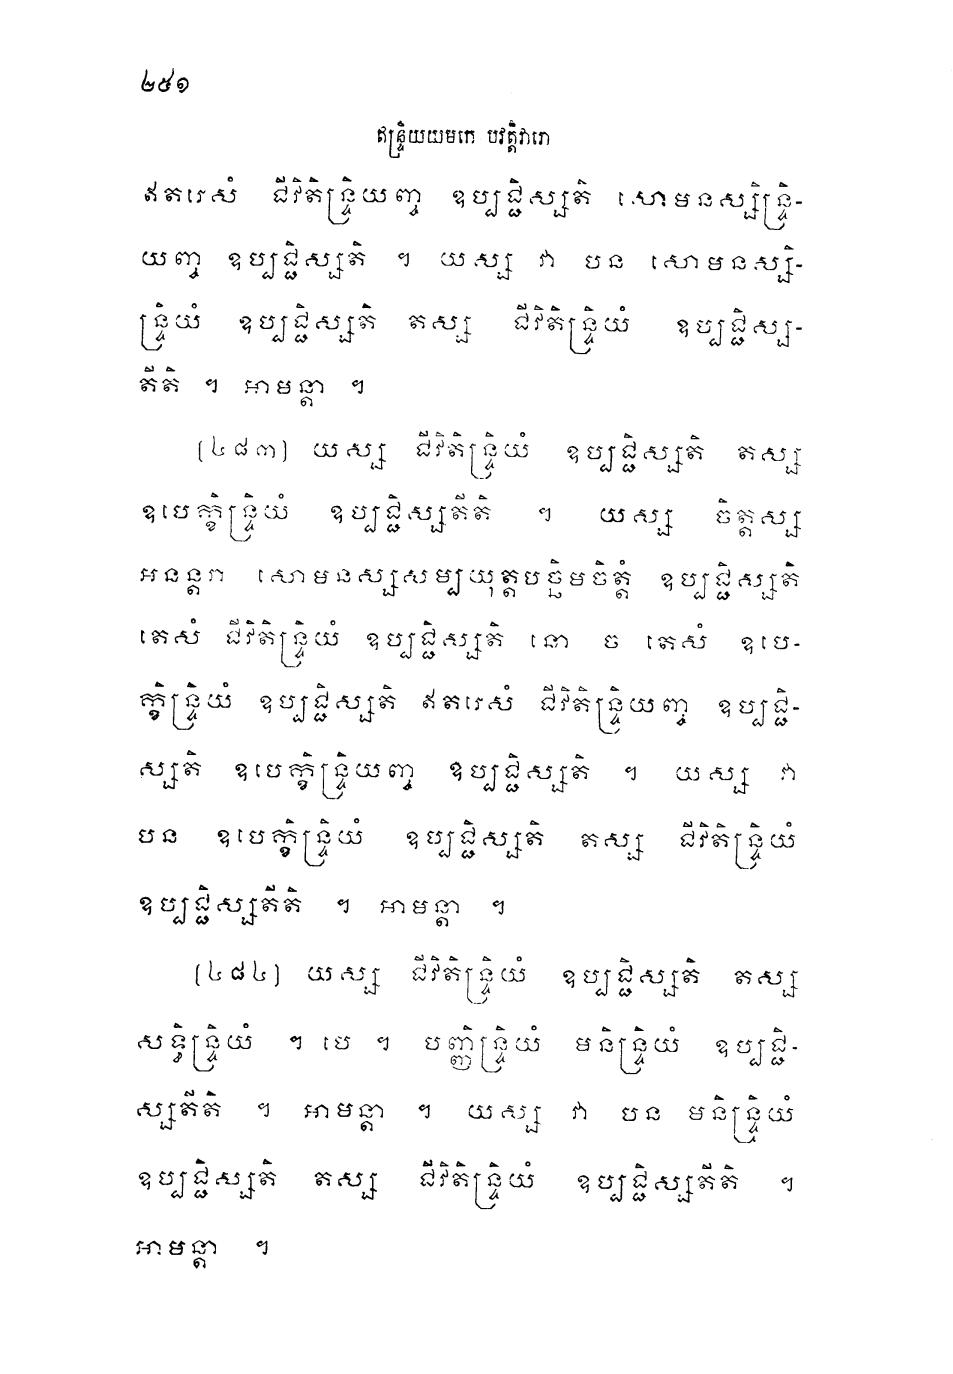 ២៥១
ឥន្ទ្រិយយមកេ បវត្តិវារោ
ឥតរេសំ ជីវិតិន្ទ្រិយញ្ច ឧប្បជ្ជិស្សតិ សោមនស្សិន្ទ្រិ-
យញ្ច ឧប្បជ្ជិស្សតិ ។ យស្ស វា បន សោមនស្សិ-
ន្ទ្រិយំ ឧប្បជ្ជិស្សតិ តស្ស ជីវិតិន្ទ្រិយំ ឧប្បជ្ជិស្ស-
តីតិ ។ អាមន្តា ។
(៤៨៣) យស្ស ជីវិតិន្ទ្រិយំ ឧប្បជ្ជិស្សតិ តស្ស
ឧបេក្ខិន្ទ្រិយំ ឧប្បជ្ជិស្សតីតិ ។ យស្ស ចិត្តស្ស
អនន្តរា សោមនស្សសម្បយុត្តបច្ឆិមចិត្តំ ឧប្បជ្ជិស្សតិ
តេសំ ជីវិតិន្ទ្រិយំ ឧប្បជ្ជិស្សតិ នោ ច តេសំ ឧបេ-
ក្ខិន្ទ្រិយំ ឧប្បជ្ជិស្សតិ ឥតរេសំ ជីវិតិន្ទ្រិយញ្ច ឧប្បជ្ជិ-
ស្សតិ ឧបេក្ខិន្ទ្រិយញ្ច ឧប្បជ្ជិស្សតិ ។ យស្ស វា
បន ឧបេក្ខិន្ទ្រិយំ ឧប្បជ្ជិស្សតិ តស្ស ជីវិតិន្ទ្រិយំ
ឧប្បជ្ជិស្សតីតិ ។ អាមន្តា ។
(៤៨៤) យស្ស ជីវិតិន្ទ្រិយំ ឧប្បជ្ជិស្សតិ តស្ស
សទ្ធិន្ទ្រិយំ ។ បេ ។ បញ្ញិន្ទ្រិយំ មនិន្ទ្រិយំ ឧប្បជ្ជិ-
ស្សតីតិ ។ អាមន្តា ។ យស្ស វា បន មនិន្ទ្រិយំ
ឧប្បជ្ជិស្សតិ តស្ស ជីវិតិន្ទ្រិយំ ឧប្បជ្ជិស្សតីតិ ។
អាមន្តា ។